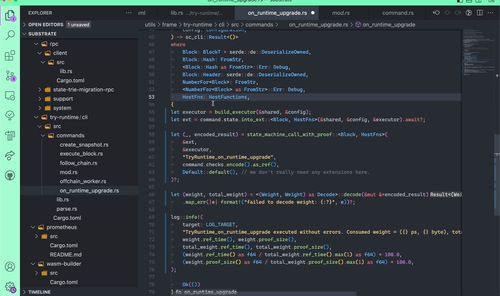 EXPLORER
OPEN EDITORS 1 unsaved
SUBSTRATE
rpc
client
src
lib.rs
Cargo.toml
state-trie-migration-rpc
support
system
try-runtime / cli
src
commands
create_snapshot.rs
execute_block.rs
follow_chain.rs
mod.rs
offchain_worker.rs
on_runtime_upgrade.rs
lib.rs
parse.rs
Cargo.toml
prometheus
src
Cargo.toml
README.md
wasm-builder
src
Cargo.toml
TIMELINE
ml
lib.rs .../try-runtime/...
on_runtime_upgrade.rs
mod.rs
command.rs
utils > frame > try-runtime > cli > src > commands > on_runtime_upgrade.rs > on_runtime_upgrade
) -> sc_cli::Result<()>
where
Block: BlockT + serde::de::DeserializeOwned,
Block::Hash: FromStr,
<Block::Hash as FromStr>::Err: Debug,
Block::Header: serde::de::DeserializeOwned,
NumberFor<Block>: FromStr,
<NumberFor<Block> as FromStr>::Err: Debug,
53 HostFns: HostFunctions,
{
let executor = build_executor(&shared, &config);
let ext = command.state.into_ext::<Block, HostFns>(&shared, &config, &executor).await?;
let (_, encoded_result) = state_machine_call_with_proof::<Block, HostFns>(
&ext,
&executor,
"TryRuntime_on_runtime_upgrade",
command.checks.encode().as_ref(),
Default::default(), // we don't really need any extensions here.
)?;
let (weight, total_weight) = <(Weight, Weight) as Decode>::decode(&mut &*encoded_result)
.map_err(|e| format!("failed to decode weight: {:?}", e))?;
log::info!(
target: LOG_TARGET,
"TryRuntime_on_runtime_upgrade executed without errors. Consumed weight = ({} ps, {} byte), total
weight.ref_time(), weight.proof_size(),
total_weight.ref_time(), total_weight.proof_size(),
(weight.ref_time() as f64 / total_weight.ref_time().max(1) as f64) * 100.0,
(weight.proof_size() as f64 / total_weight.proof_size().max(1) as f64) * 100.0,
);
Ok(())
} fn on_runtime_upgrade